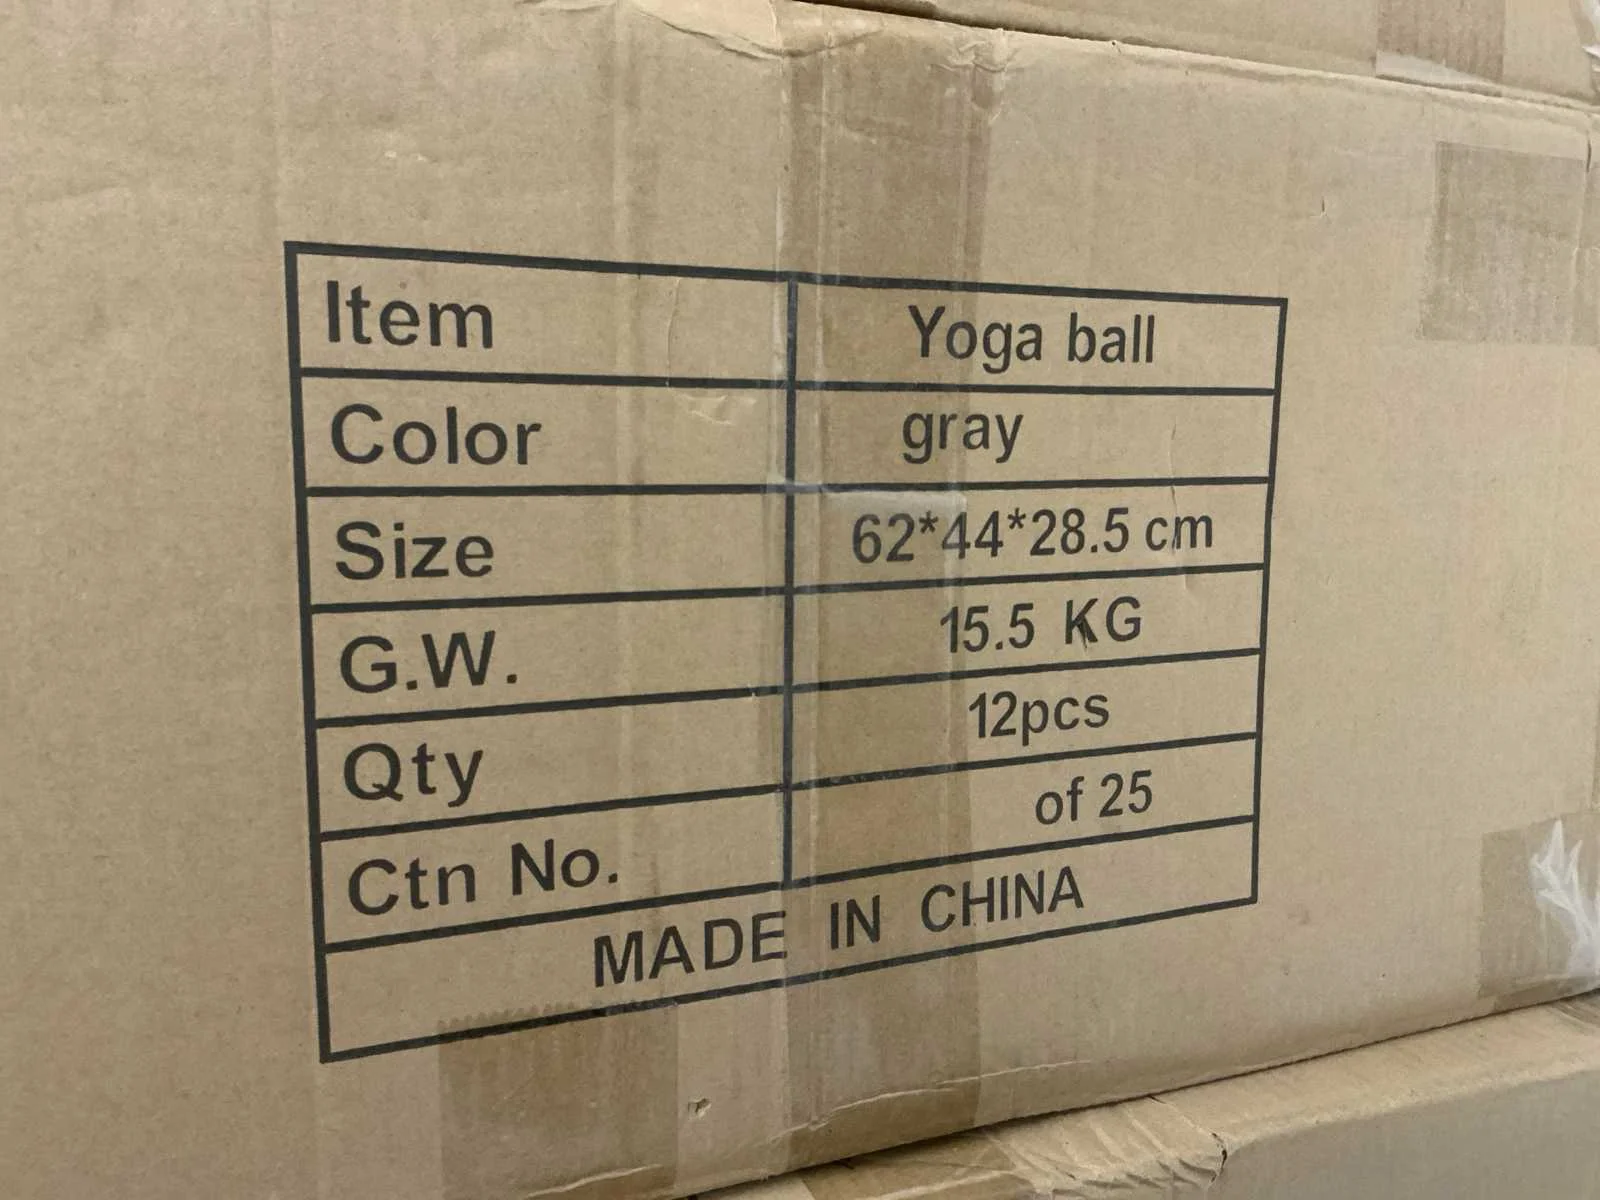 Item Yoga ball
Color gray
Size 62*44*28.5 cm
G.W. 15.5 KG
Qty 12pcs
Ctn No. of 25
MADE IN CHINA